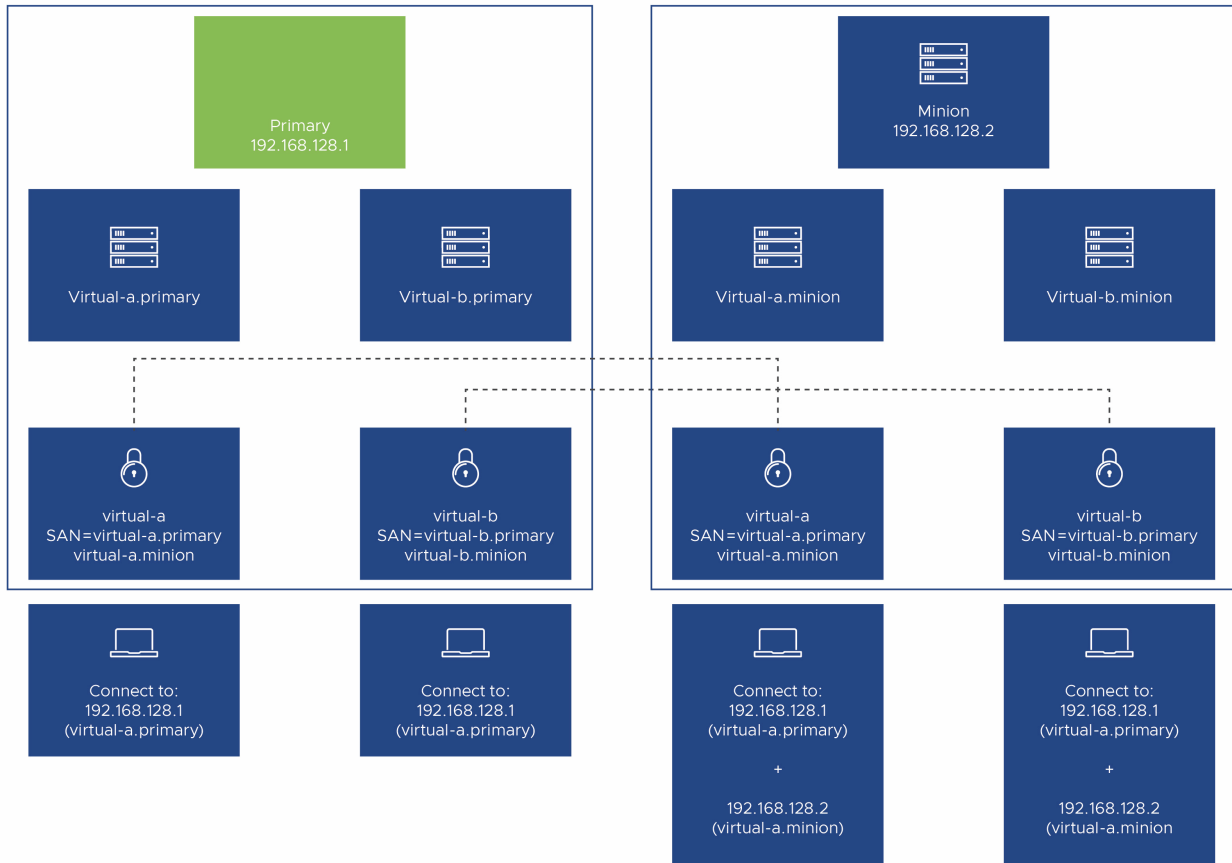 Primary
192.168.128.1
Minion
192.168.128.2
Virtual-a.primary
Virtual-b.primary
Virtual-a.minion
Virtual-b.minion
virtual-a
SAN=virtual-a.primary
virtual-a.minion
virtual-b
SAN=virtual-b.primary
virtual-b.minion
virtual-a
SAN=virtual-a.primary
virtual-a.minion
virtual-b
SAN=virtual-b.primary
virtual-b.minion
Connect to:
192.168.128.1
(virtual-a.primary)
Connect to:
192.168.128.1
(virtual-a.primary)
Connect to:
192.168.128.1
(virtual-a.primary)
+
192.168.128.2
(virtual-a.minion)
Connect to:
192.168.128.1
(virtual-a.primary)
+
192.168.128.2
(virtual-a.minion